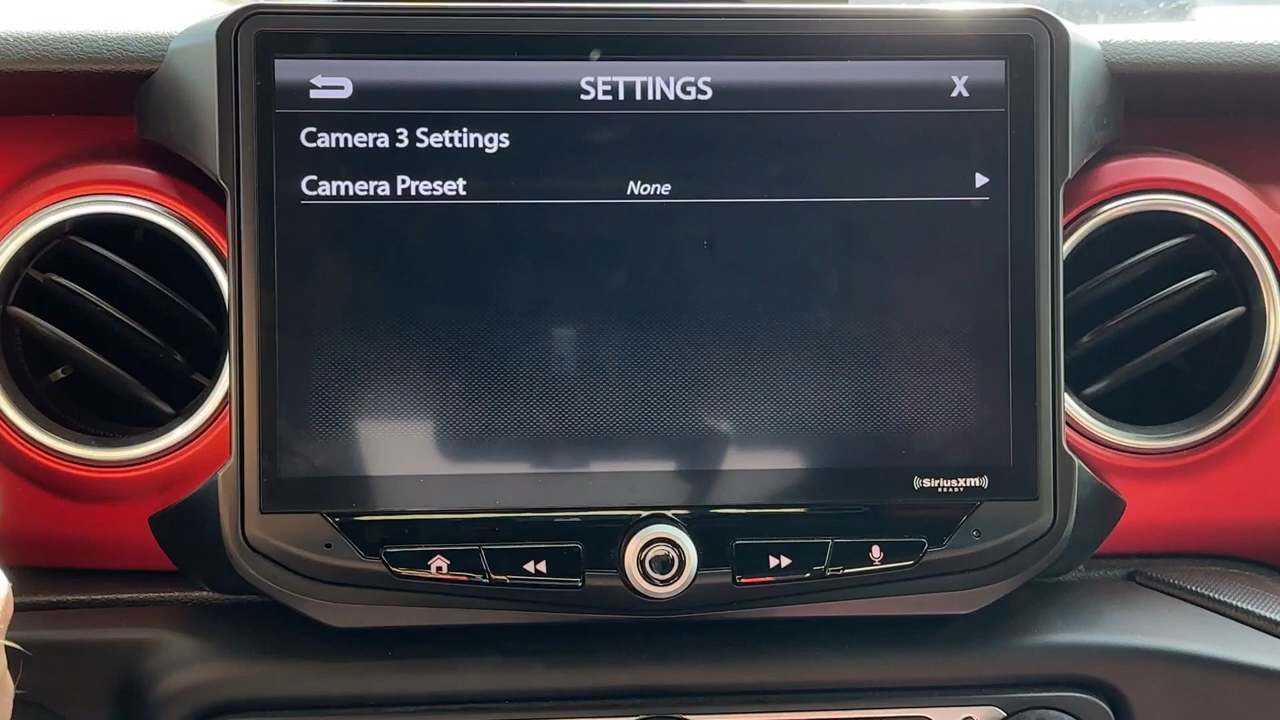 SETTINGS X
Camera 3 Settings
Camera Preset None
SiriusXM
READY